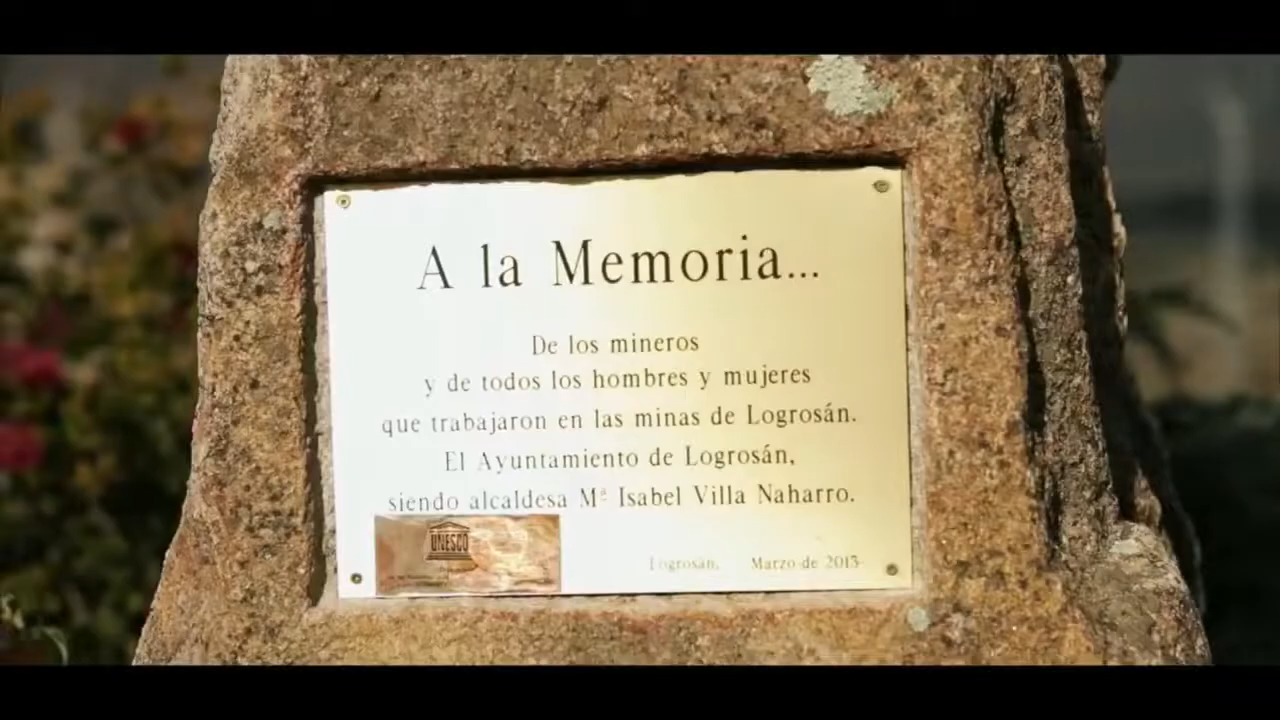 A la Memoria...
De los mineros
y de todos los hombres y mujeres
que trabajaron en las minas de Logrosán.
El Ayuntamiento de Logrosán,
siendo alcaldesa Mª Isabel Villa Naharro.
UNESCO
Logrosán, Marzo de 2013